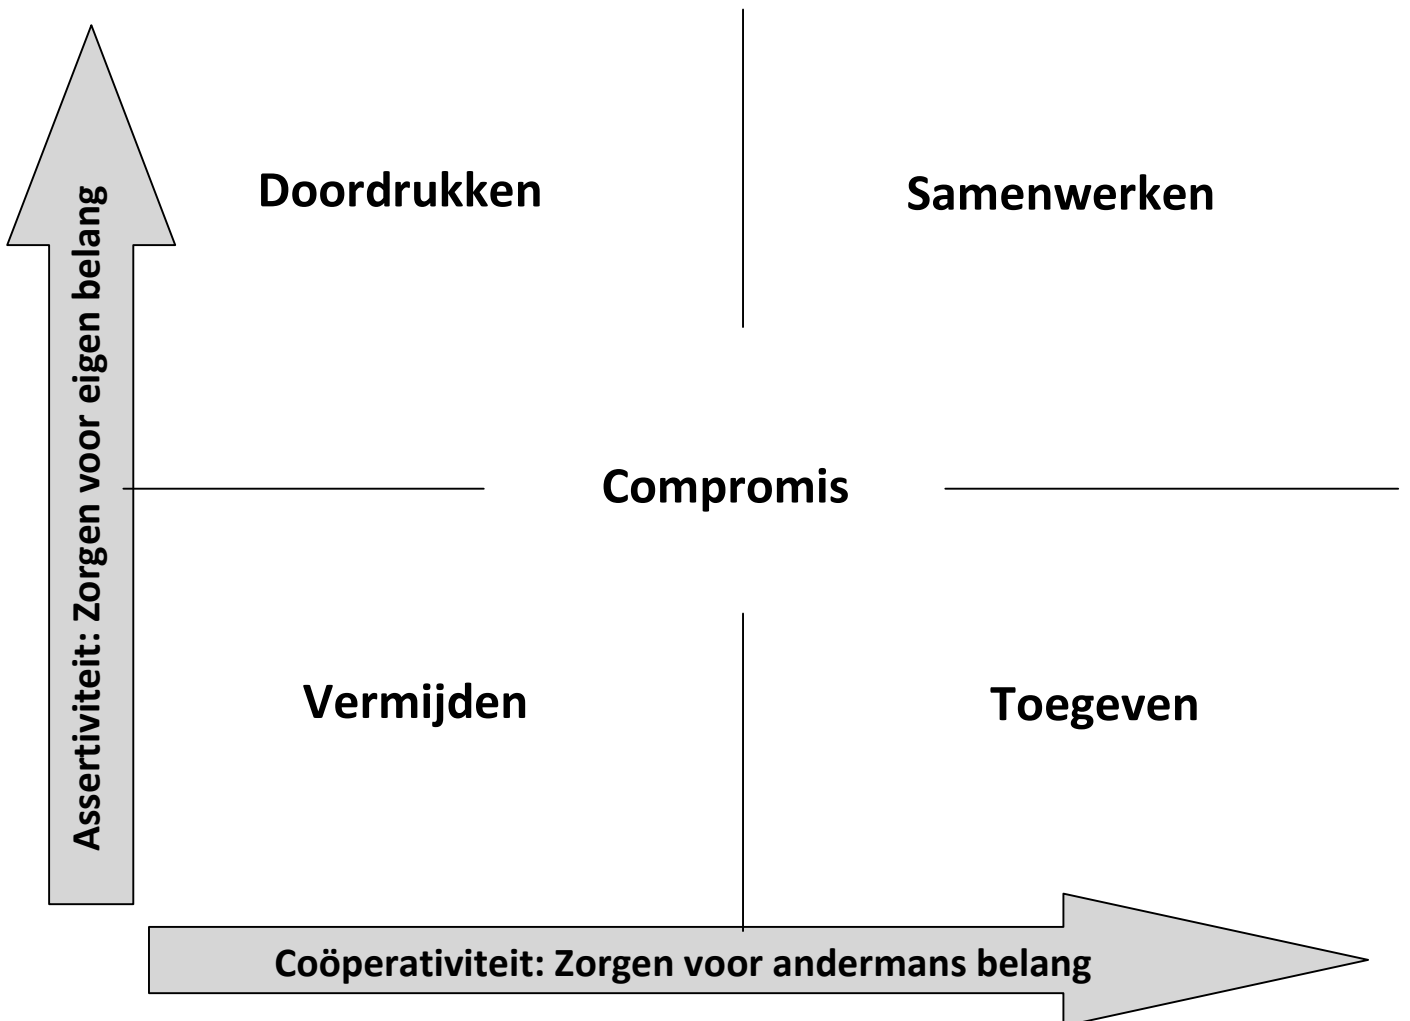 Doordrukken
Samenwerken
Assertiviteit: Zorgen voor eigen belang
Compromis
Vermijden
Toegeven
Coöperativiteit: Zorgen voor andermans belang